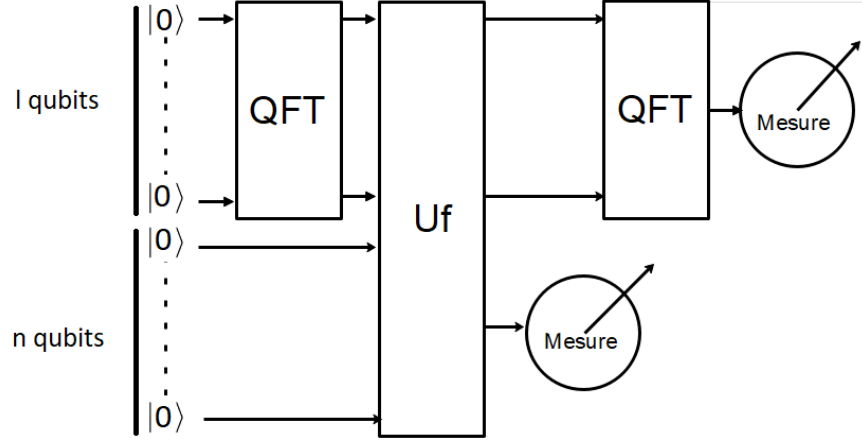 |0⟩
l qubits
QFT
QFT
Mesure
|0⟩
Uf
|0⟩
n qubits
Mesure
|0⟩